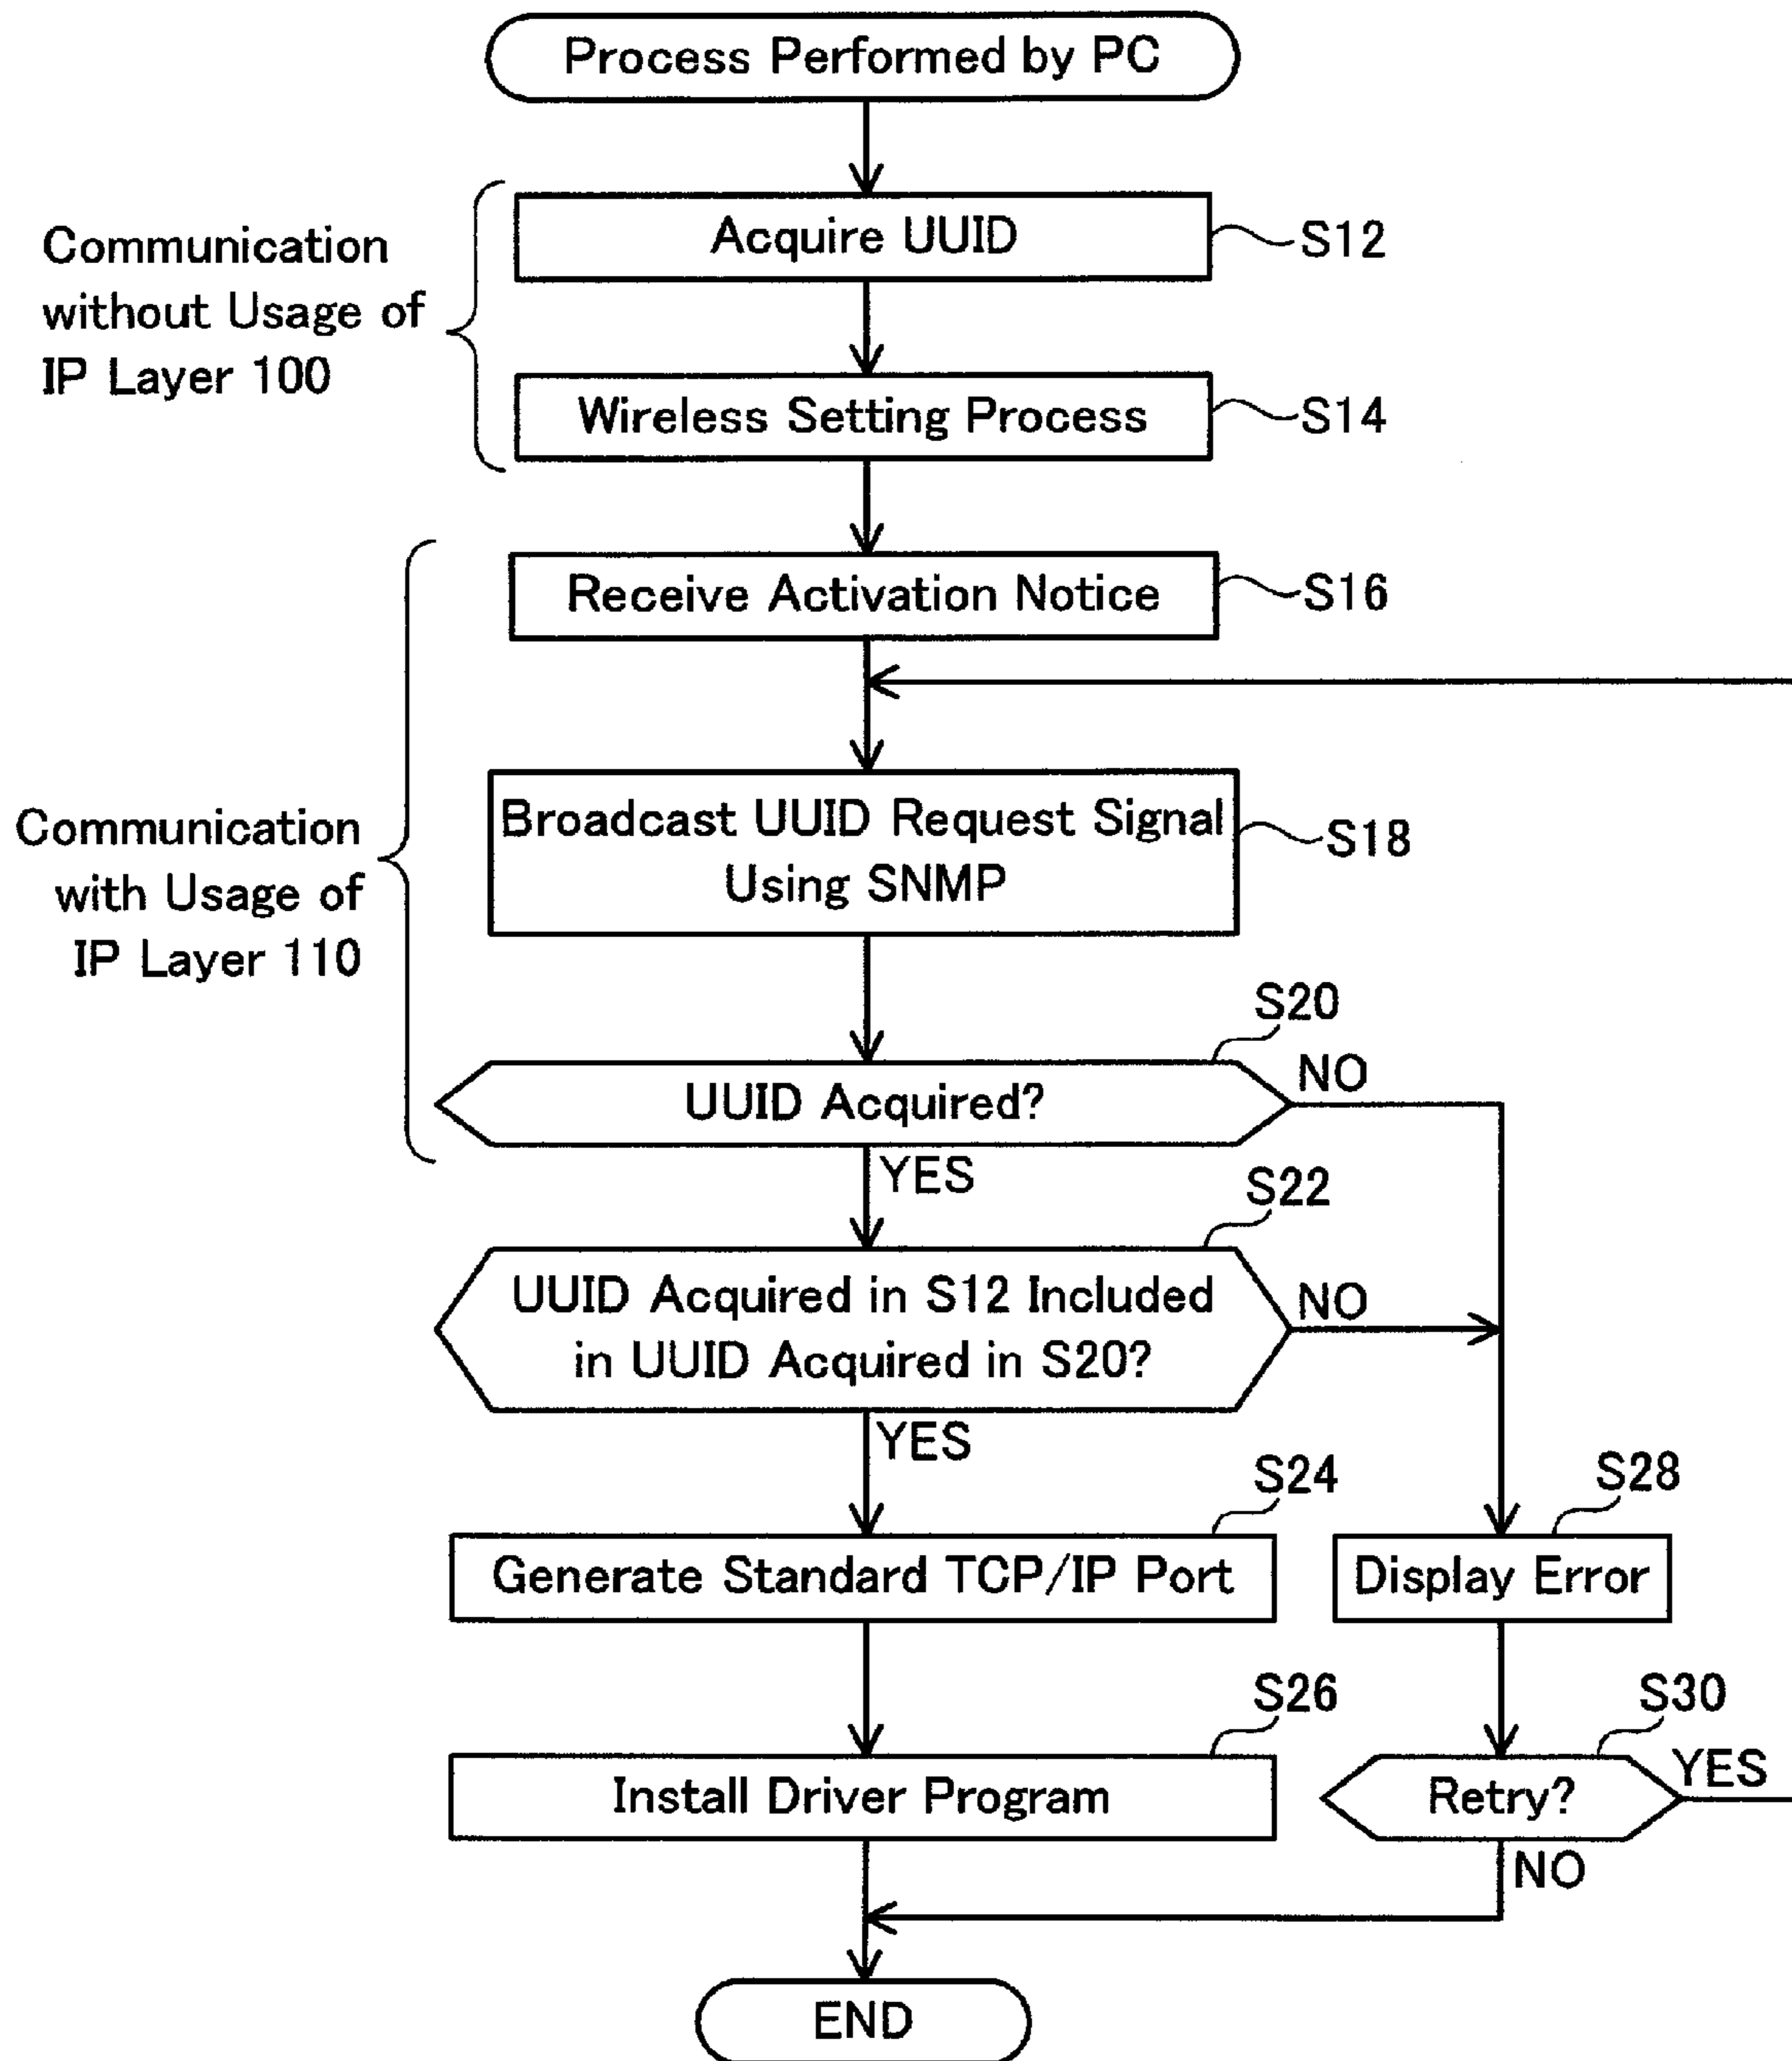 Process Performed by PC
Communication
without Usage of
IP Layer 100
Acquire UUID
S12
Wireless Setting Process
S14
Communication
with Usage of
IP Layer 110
Receive Activation Notice
S16
Broadcast UUID Request Signal
Using SNMP
S18
S20
UUID Acquired?
NO
YES
S22
UUID Acquired in S12 Included
in UUID Acquired in S20?
NO
YES
S24
Generate Standard TCP/IP Port
S28
Display Error
S26
Install Driver Program
S30
Retry?
YES
NO
END